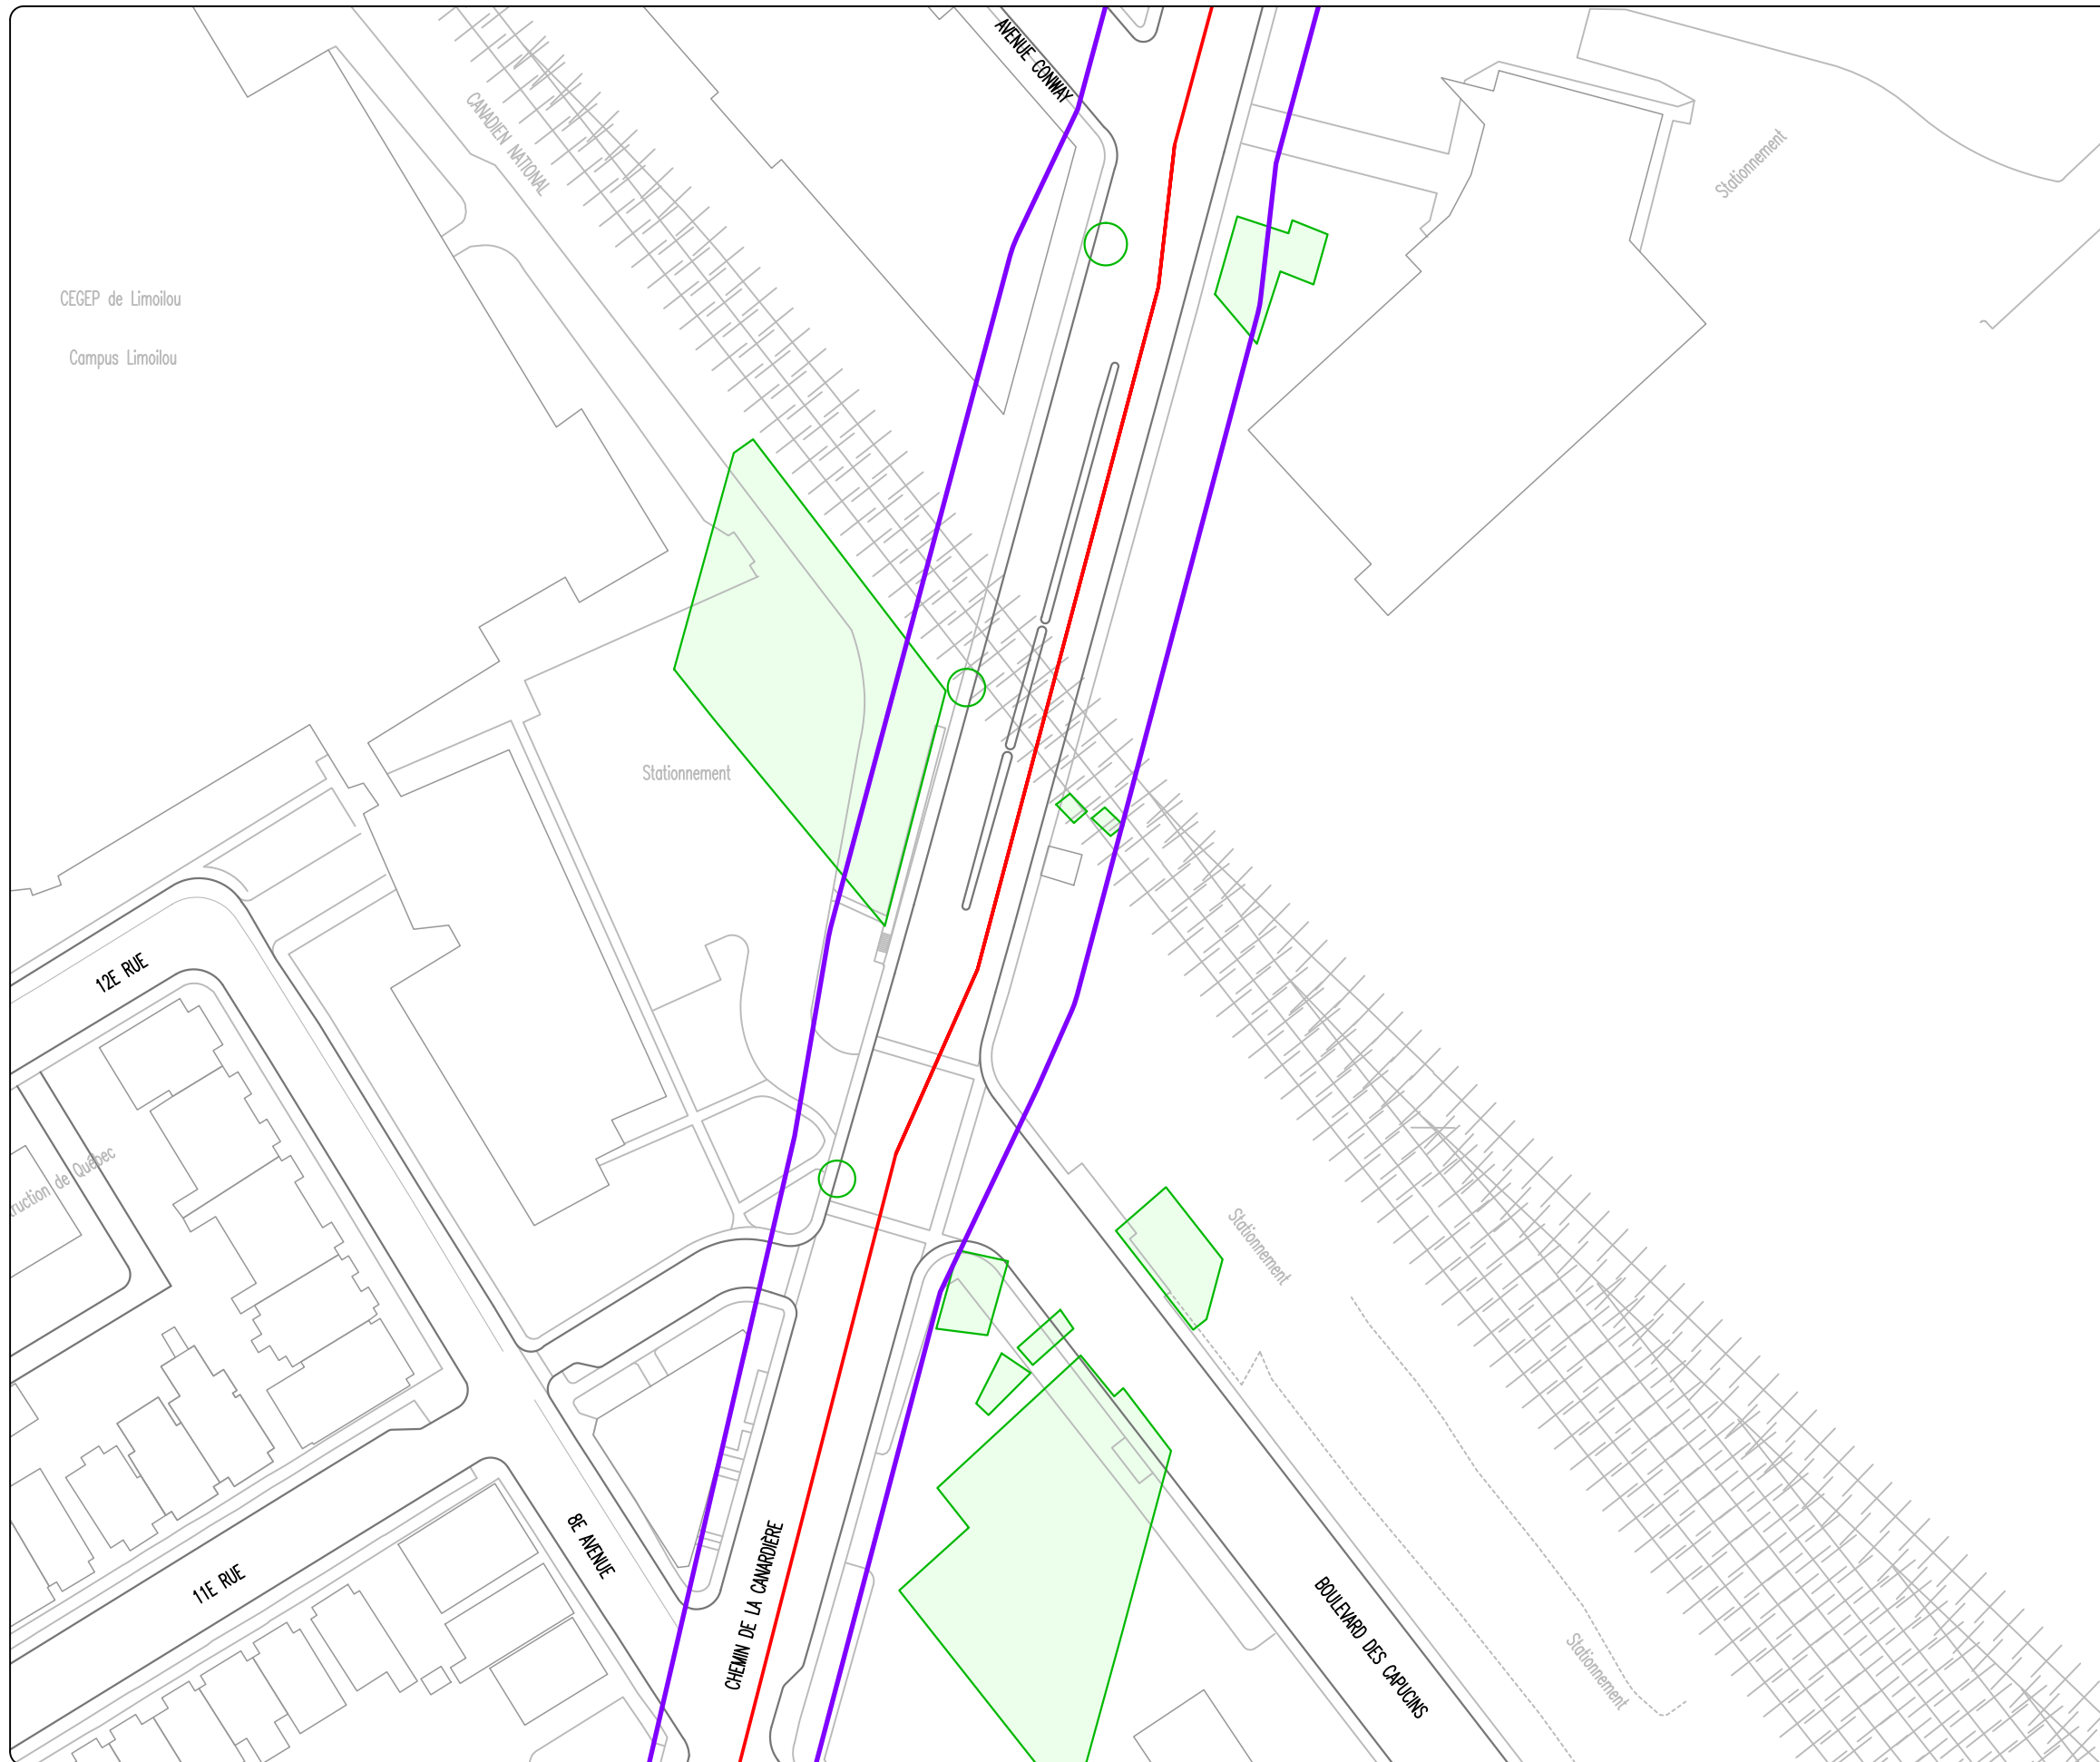 AVENUE CONWAY
CANADIEN NATIONAL
Stationnement
CEGEP de Limoilou
Campus Limoilou
Stationnement
12E RUE
ruction de Québec
Stationnement
8E AVENUE
11E RUE
CHEMIN DE LA CANARDIÈRE
BOULEVARD DES CAPUCINS
Stationnement